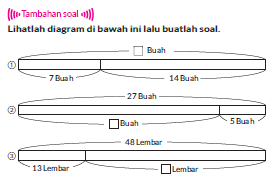 Tambahan soal
Lihatlah diagram di bawah ini lalu buatlah soal.
□ Buah
① 7 Buah 14 Buah
27 Buah
② □ Buah 5 Buah
48 Lembar
③ 13 Lembar □ Lembar